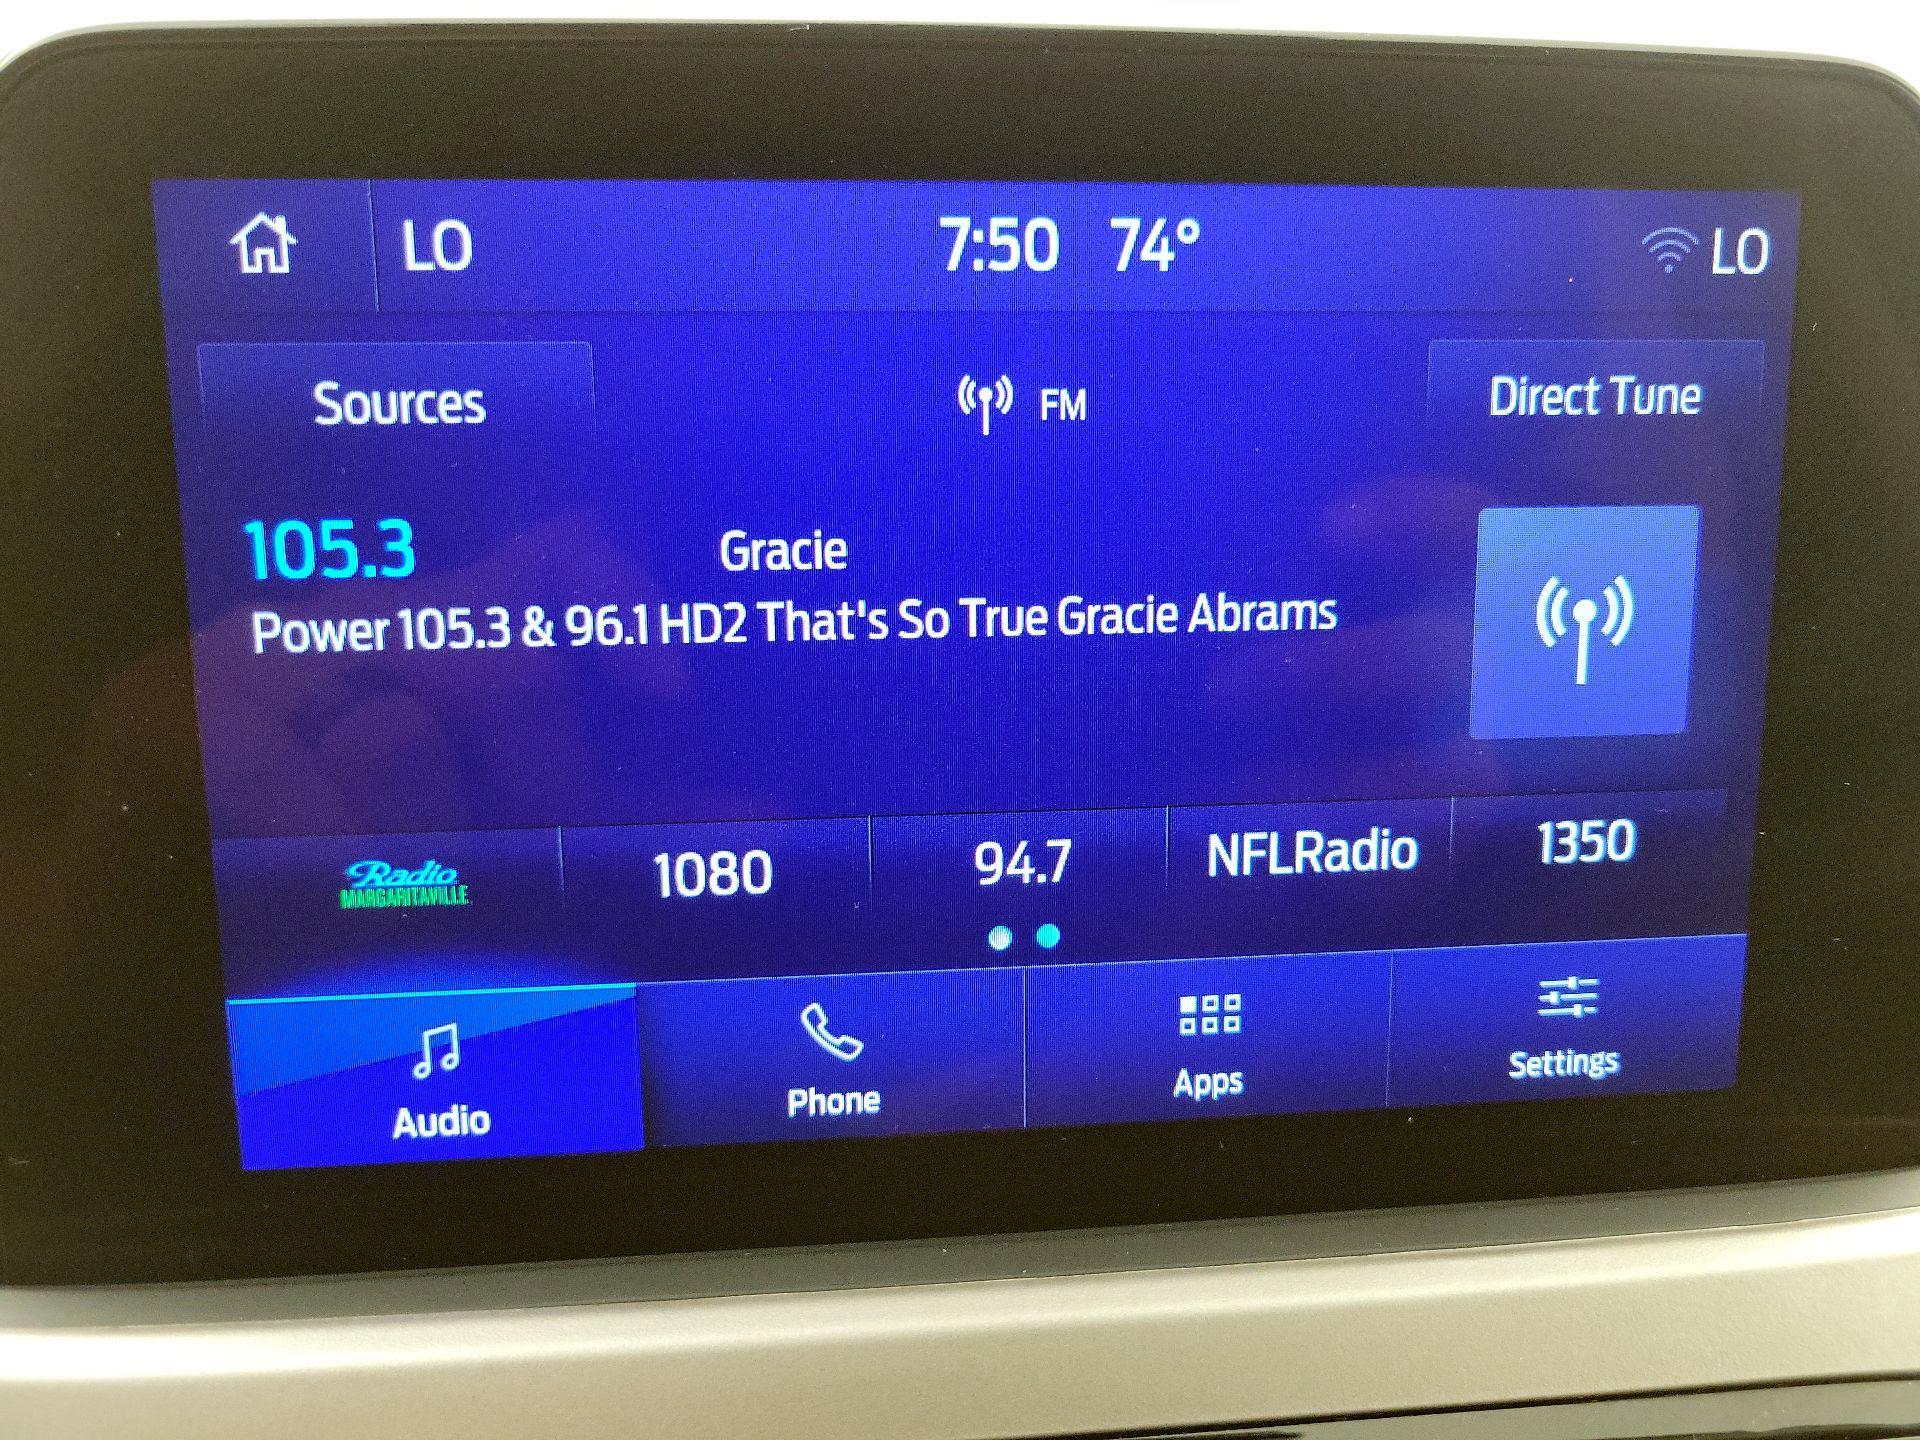 LO 7:50 74° LO
Sources FM Direct Tune
105.3 Gracie
Power 105.3 & 96.1 HD2 That's So True Gracie Abrams
Radio MARGARITAVILLE 1080 94.7 NFLRadio 1350
Audio Phone Apps Settings